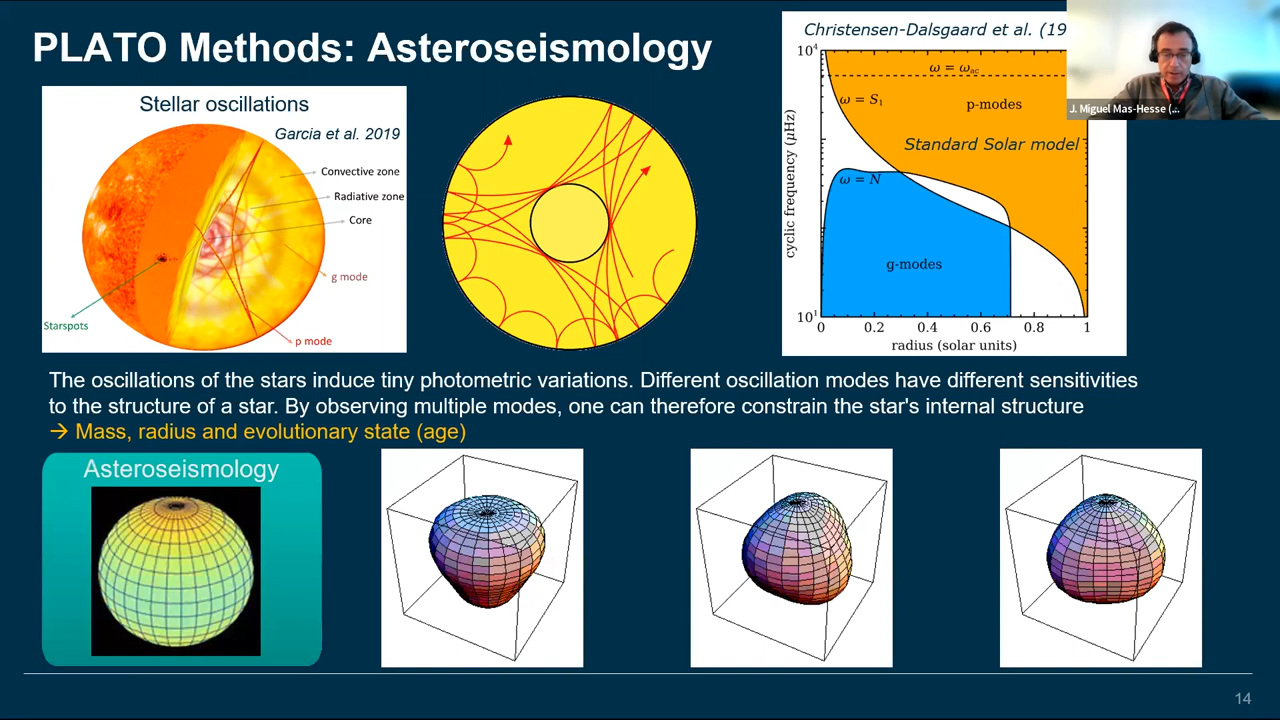 PLATO Methods: Asteroseismology
Stellar oscillations
Garcia et al. 2019
Convective zone
Radiative zone
Core
g mode
Starspots
p mode
Christensen-Dalsgaard et al. (19
10⁴
ω = ωac
ω = S₁
p-modes
Standard Solar model
ω = N
g-modes
cyclic frequency (μHz)
10¹
0 0.2 0.4 0.6 0.8 1
radius (solar units)
J. Miguel Mas-Hesse (...
The oscillations of the stars induce tiny photometric variations. Different oscillation modes have different sensitivities
to the structure of a star. By observing multiple modes, one can therefore constrain the star's internal structure
→ Mass, radius and evolutionary state (age)
Asteroseismology
14